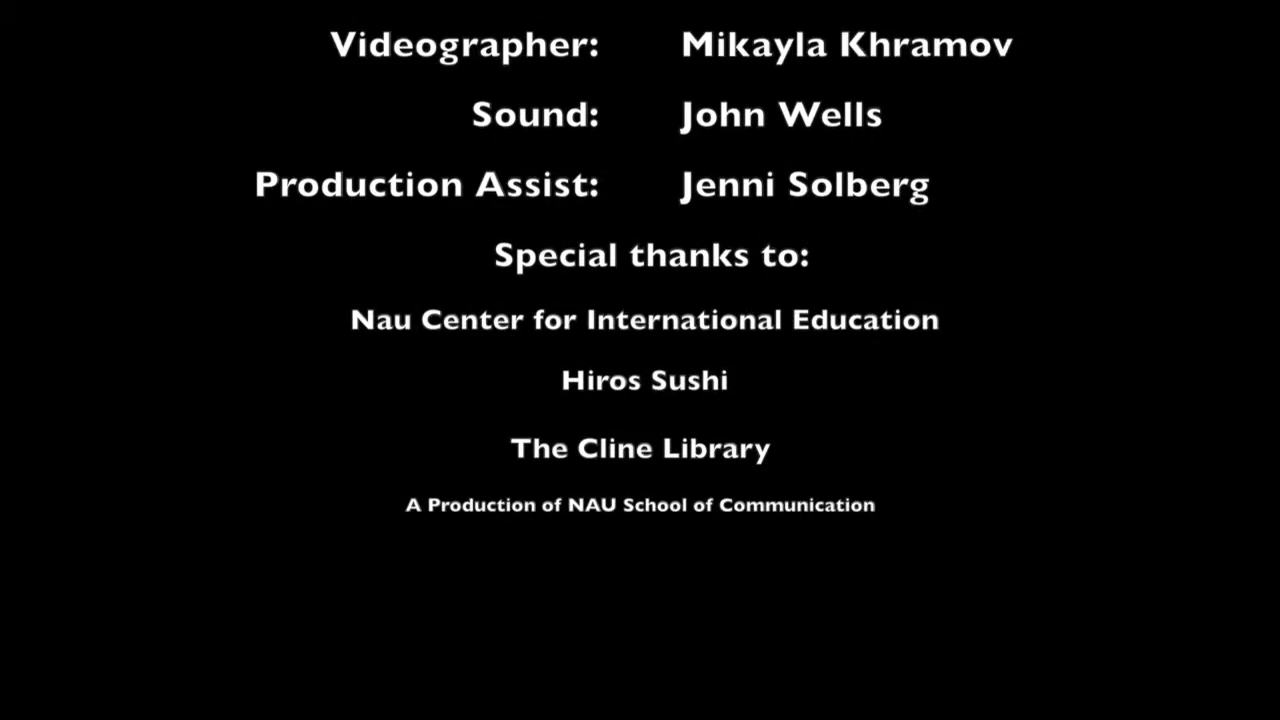 Videographer: Mikayla Khramov
Sound: John Wells
Production Assist: Jenni Solberg
Special thanks to:
Nau Center for International Education
Hiros Sushi
The Cline Library
A Production of NAU School of Communication